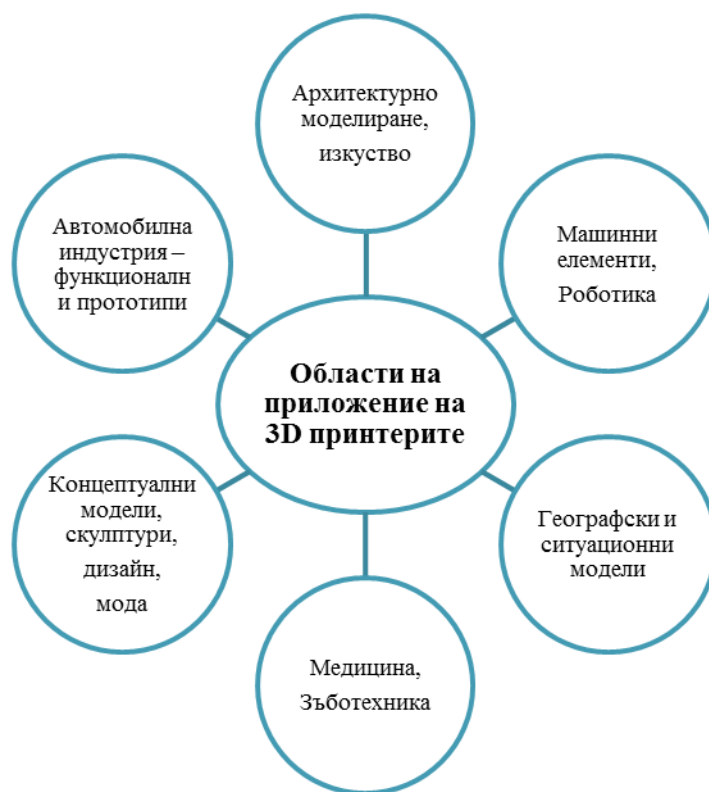 Архитектурно
моделиране,
изкуство
Автомобилна
индустрия –
функционалн
и прототипи
Машинни
елементи,
Роботика
Области на
приложение на
3D принтерите
Концептуални
модели,
скулптури,
дизайн,
мода
Географски и
ситуационни
модели
Медицина,
Зъботехника